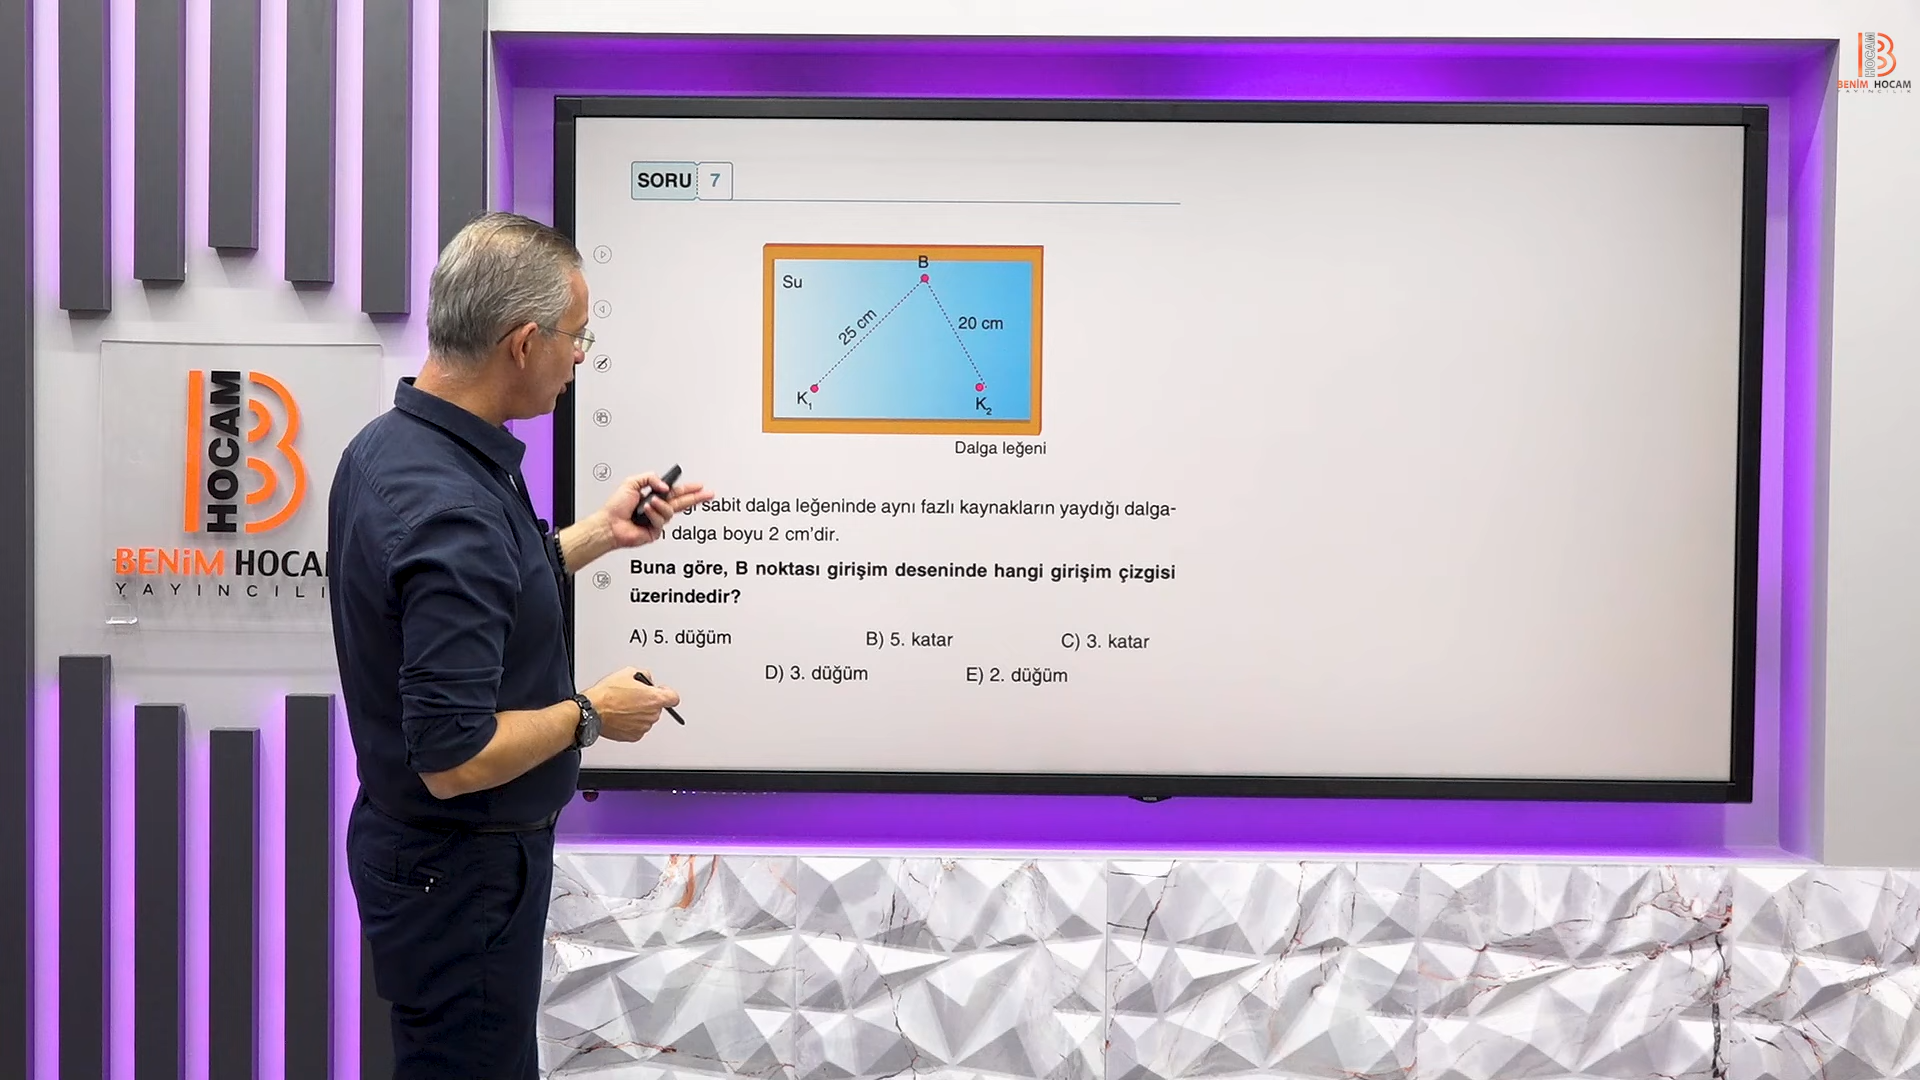 HOCAM
BENİM HOCAM
YAYINCILIK
SORU 7
B
Su
25 cm
20 cm
K1
K2
Dalga leğeni
sabit dalga leğeninde aynı fazlı kaynakların yaydığı dalga-
dalga boyu 2 cm'dir.
Buna göre, B noktası girişim deseninde hangi girişim çizgisi
üzerindedir?
A) 5. düğüm
B) 5. katar
C) 3. katar
D) 3. düğüm
E) 2. düğüm
HOCAM
BENİM HOCA
YAYINCILI